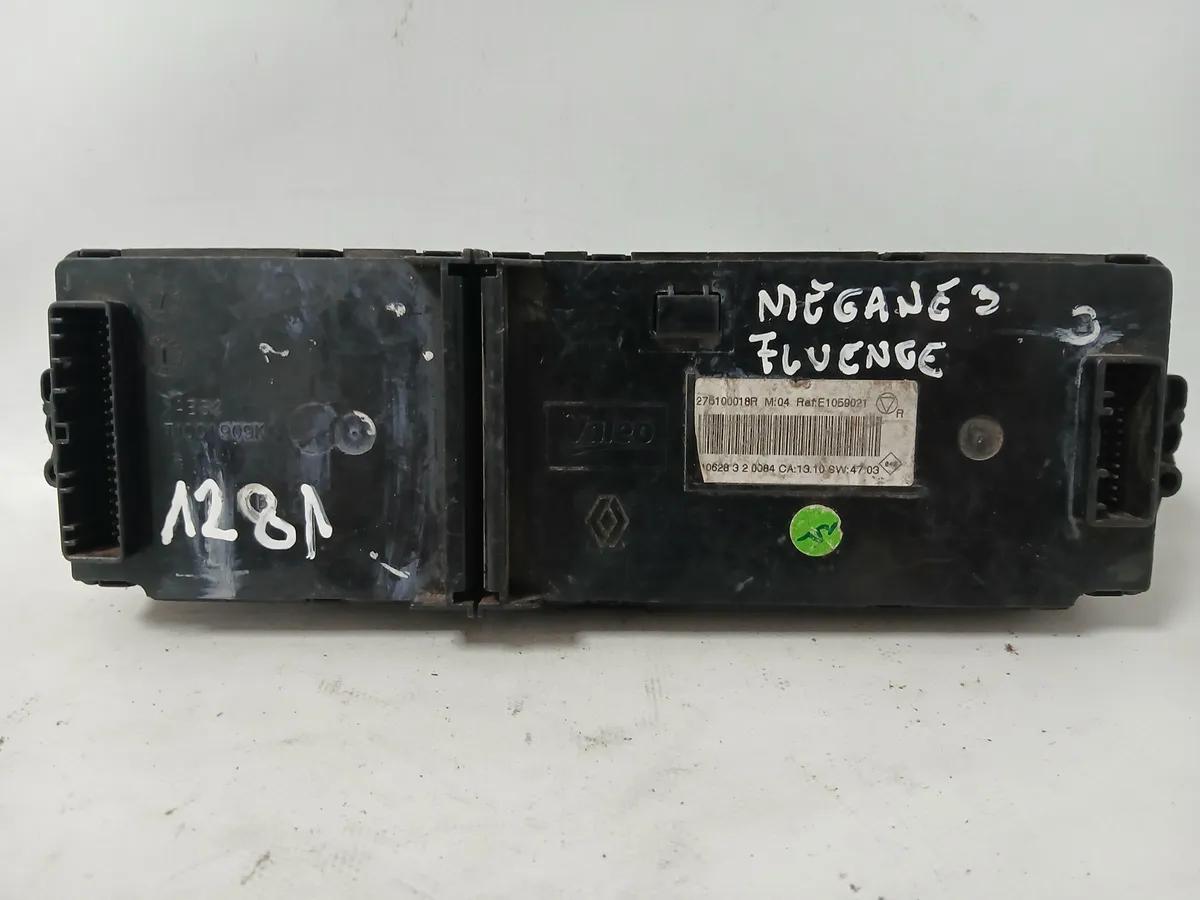 MEGANE 3
FLUENCE
3
275100018R M:04 Ref:E1059021
R
Valeo
10628 3 2 0084 CA:13.10 SW:47.03
1281